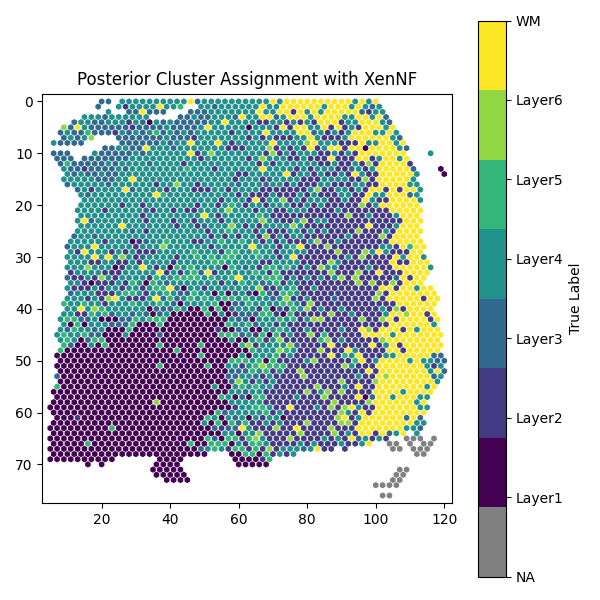 Posterior Cluster Assignment with XenNF
0
10
20
30
40
50
60
70
20
40
60
80
100
120
WM
Layer6
Layer5
Layer4
Layer3
Layer2
Layer1
NA
True Label